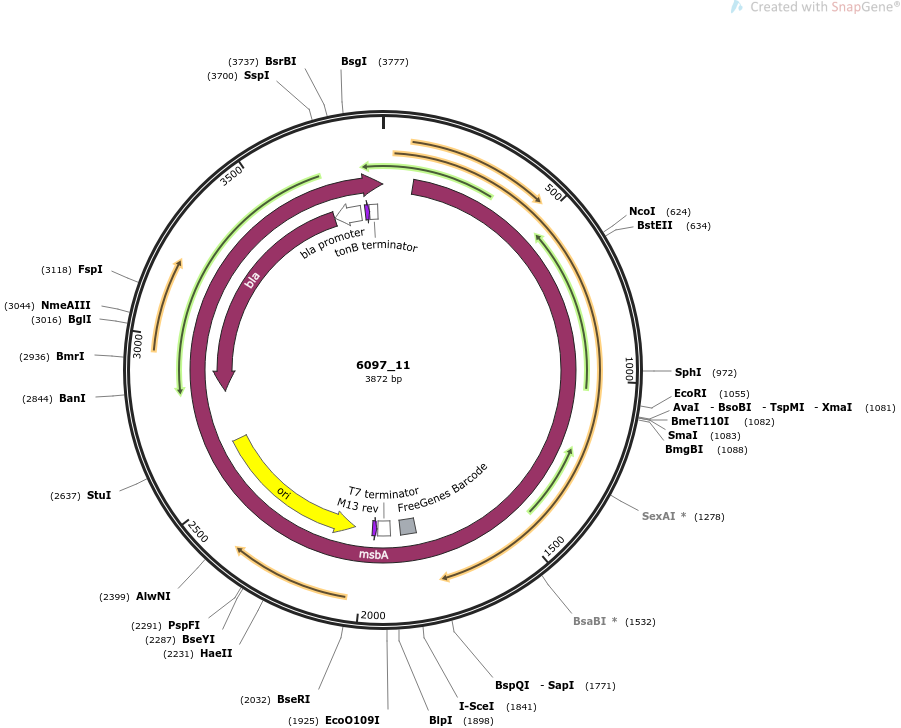 Created with SnapGene®
(3737) BsrBI
BsgI (3777)
(3700) SspI
500
3500
NcoI (624)
BstEII (634)
bla promoter
tonB terminator
(3118) FspI
bla
(3044) NmeAIII
(3016) BglI
3000
(2936) BmrI
6097_11
3872 bp
1000
SphI (972)
EcoRI (1055)
(2844) BanI
AvaI - BsoBI - TspMI - XmaI (1081)
BmeT110I (1082)
SmaI (1083)
BmgBI (1088)
(2637) StuI
ori
T7 terminator
M13 rev
FreeGenes Barcode
SexAI * (1278)
2500
1500
msbA
(2399) AlwNI
2000
(2291) PspFI
(2287) BseYI
(2231) HaeII
BsaBI * (1532)
BspQI - SapI (1771)
(2032) BseRI
I-SceI (1841)
(1925) EcoO109I
BlpI (1898)